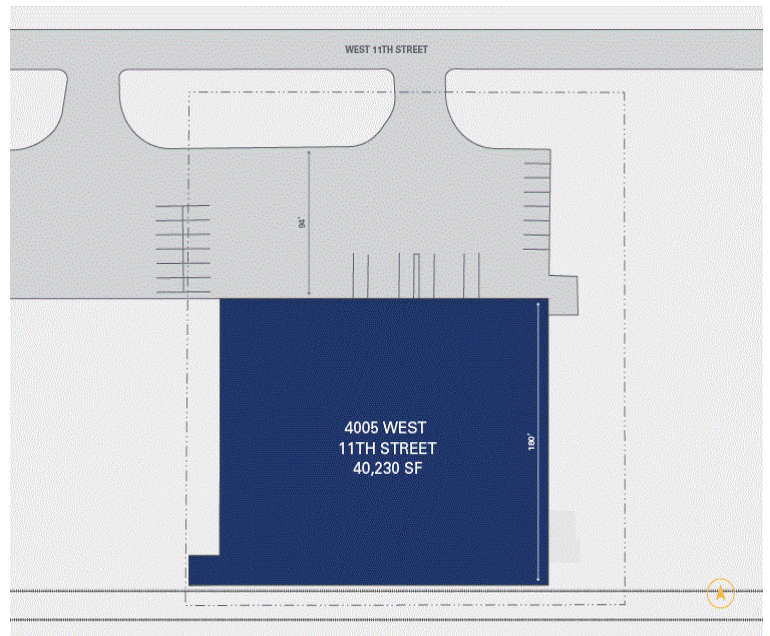 WEST 11TH STREET
94'
4005 WEST
11TH STREET
40,230 SF
180'